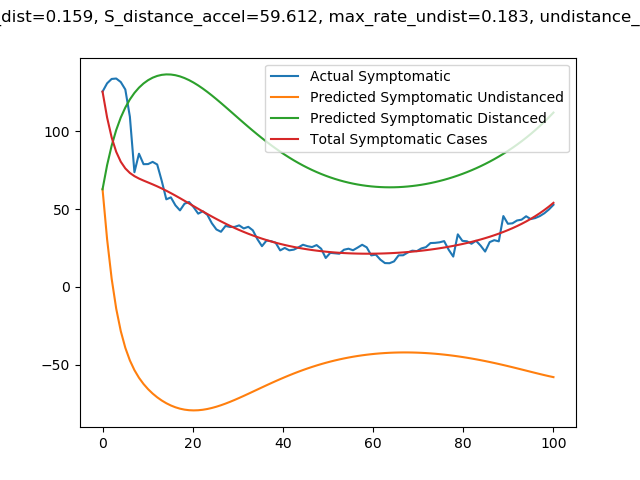 _dist=0.159, S_distance_accel=59.612, max_rate_undist=0.183, undistance_
Actual Symptomatic
Predicted Symptomatic Undistanced
Predicted Symptomatic Distanced
Total Symptomatic Cases
100
50
0
−50
0 20 40 60 80 100